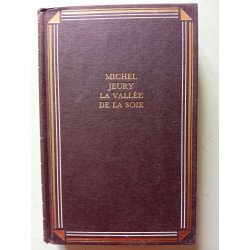 MICHEL
JEURY
LA VALLÉE
DE LA SOIE